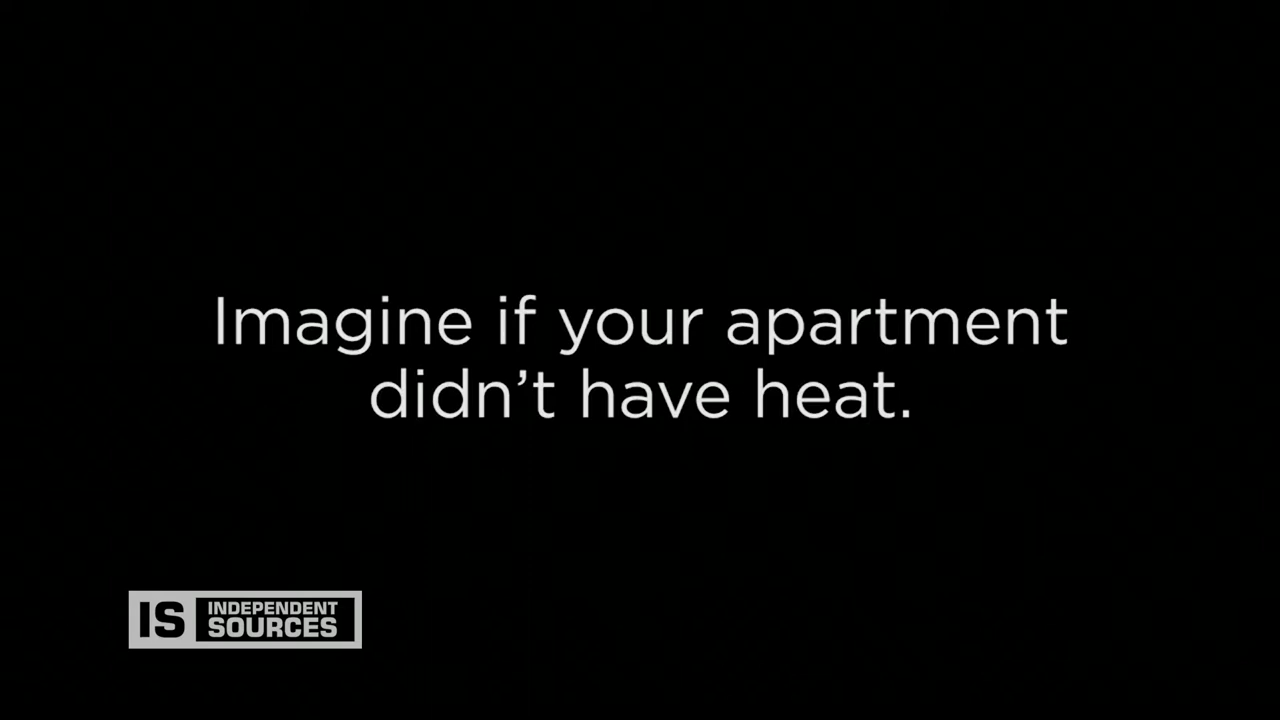 Imagine if your apartment
didn’t have heat.
IS INDEPENDENT
SOURCES